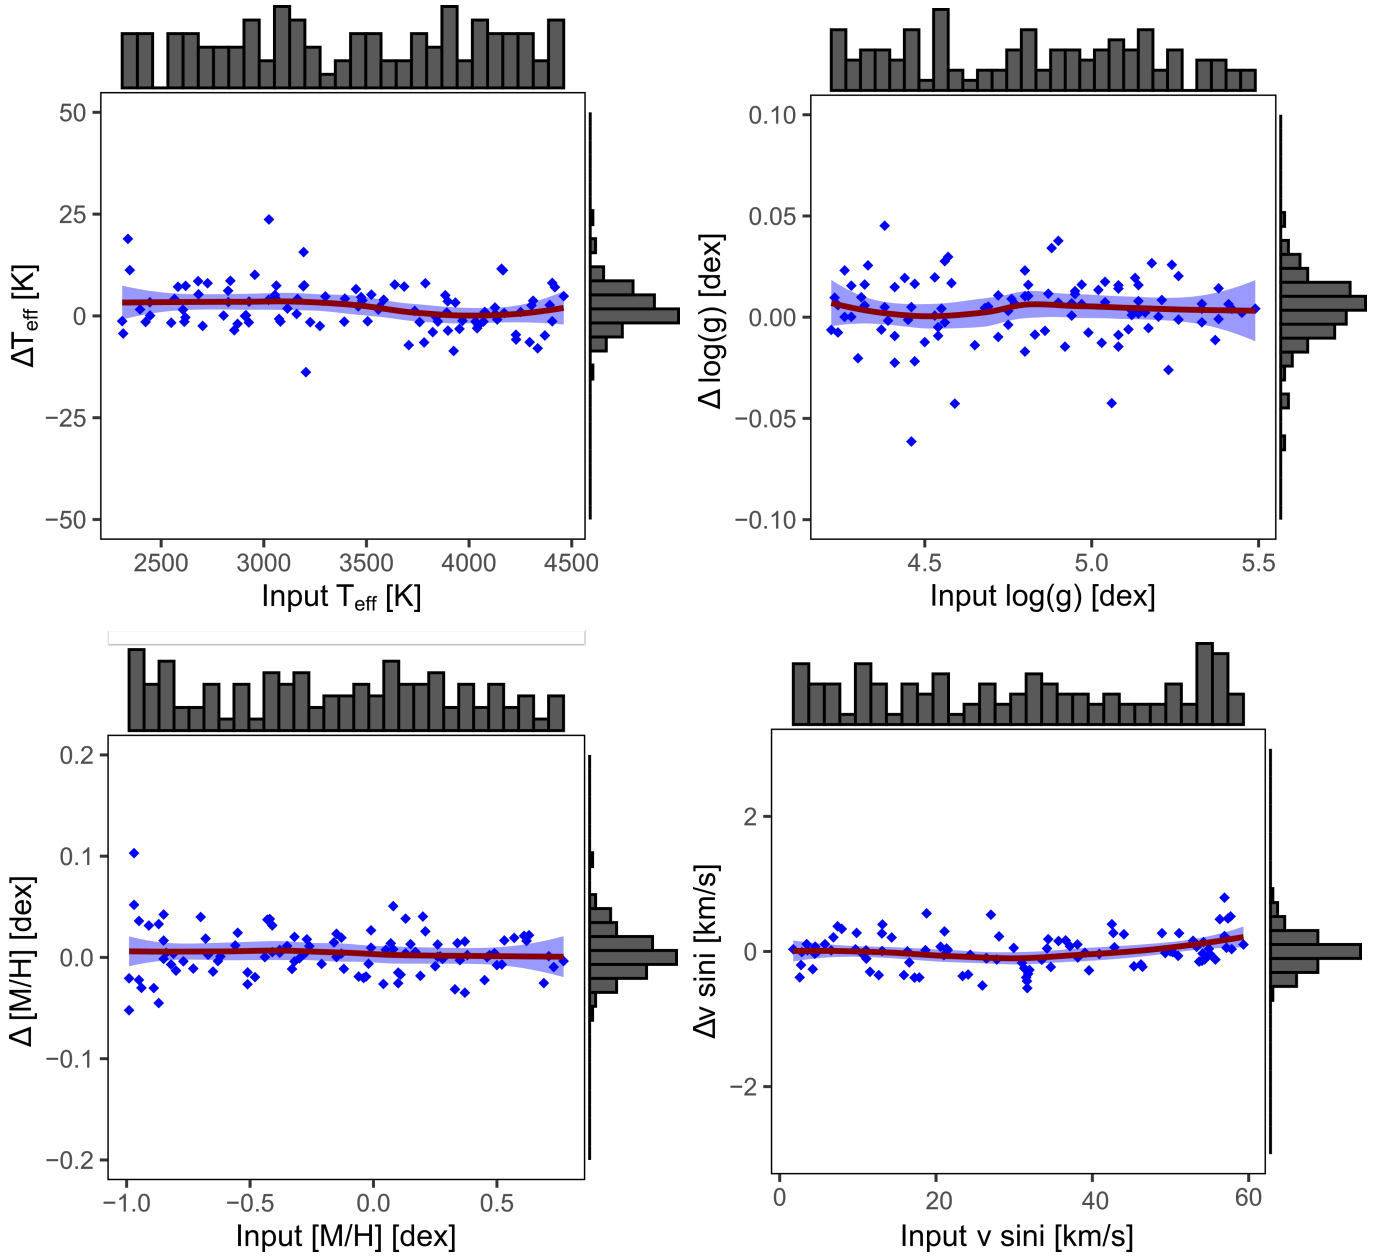 50
25
0
−25
−50
ΔT_eff [K]
2500 3000 3500 4000 4500
Input T_eff [K]
0.10
0.05
0.00
−0.05
−0.10
Δ log(g) [dex]
4.5 5.0 5.5
Input log(g) [dex]
0.2
0.1
0.0
−0.1
−0.2
Δ [M/H] [dex]
−1.0 −0.5 0.0 0.5
Input [M/H] [dex]
2
0
−2
Δv sini [km/s]
0 20 40 60
Input v sini [km/s]